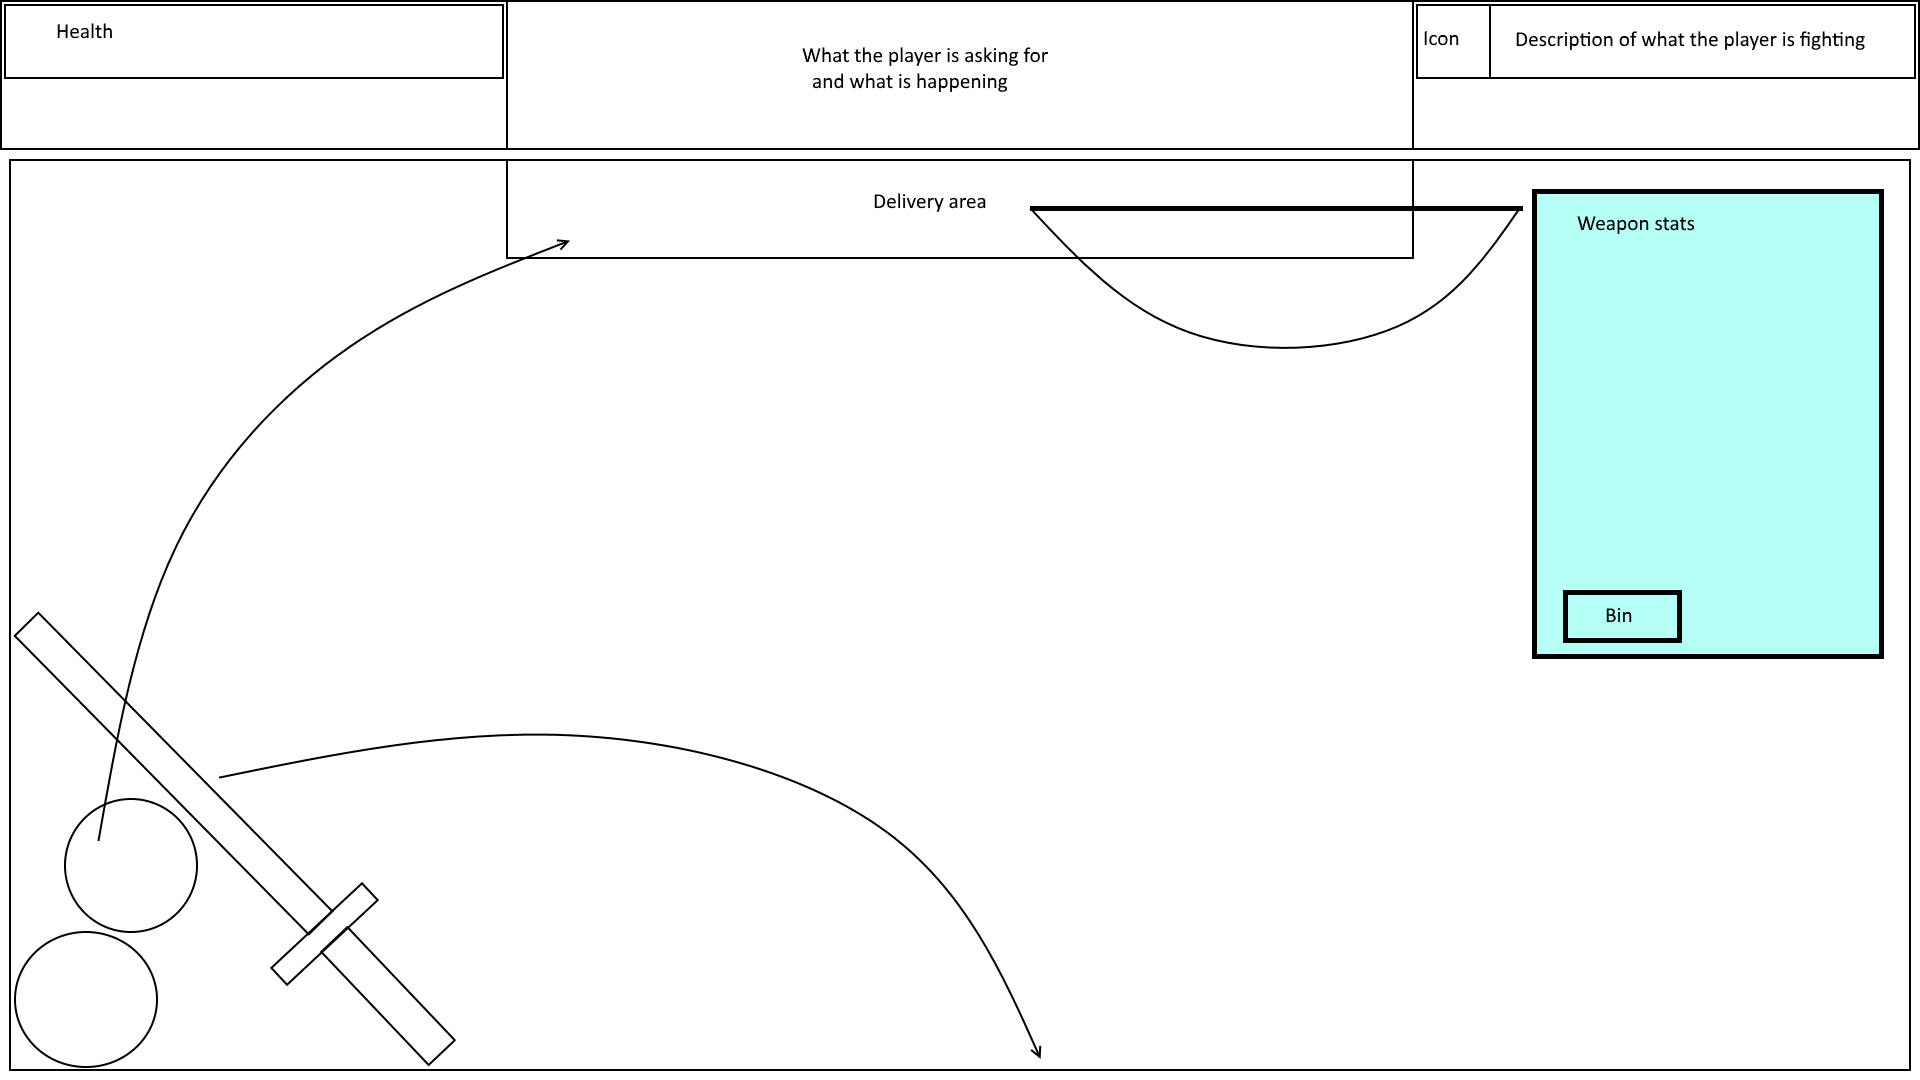 Health
What the player is asking for
and what is happening
Icon
Description of what the player is fighting
Delivery area
Weapon stats
Bin